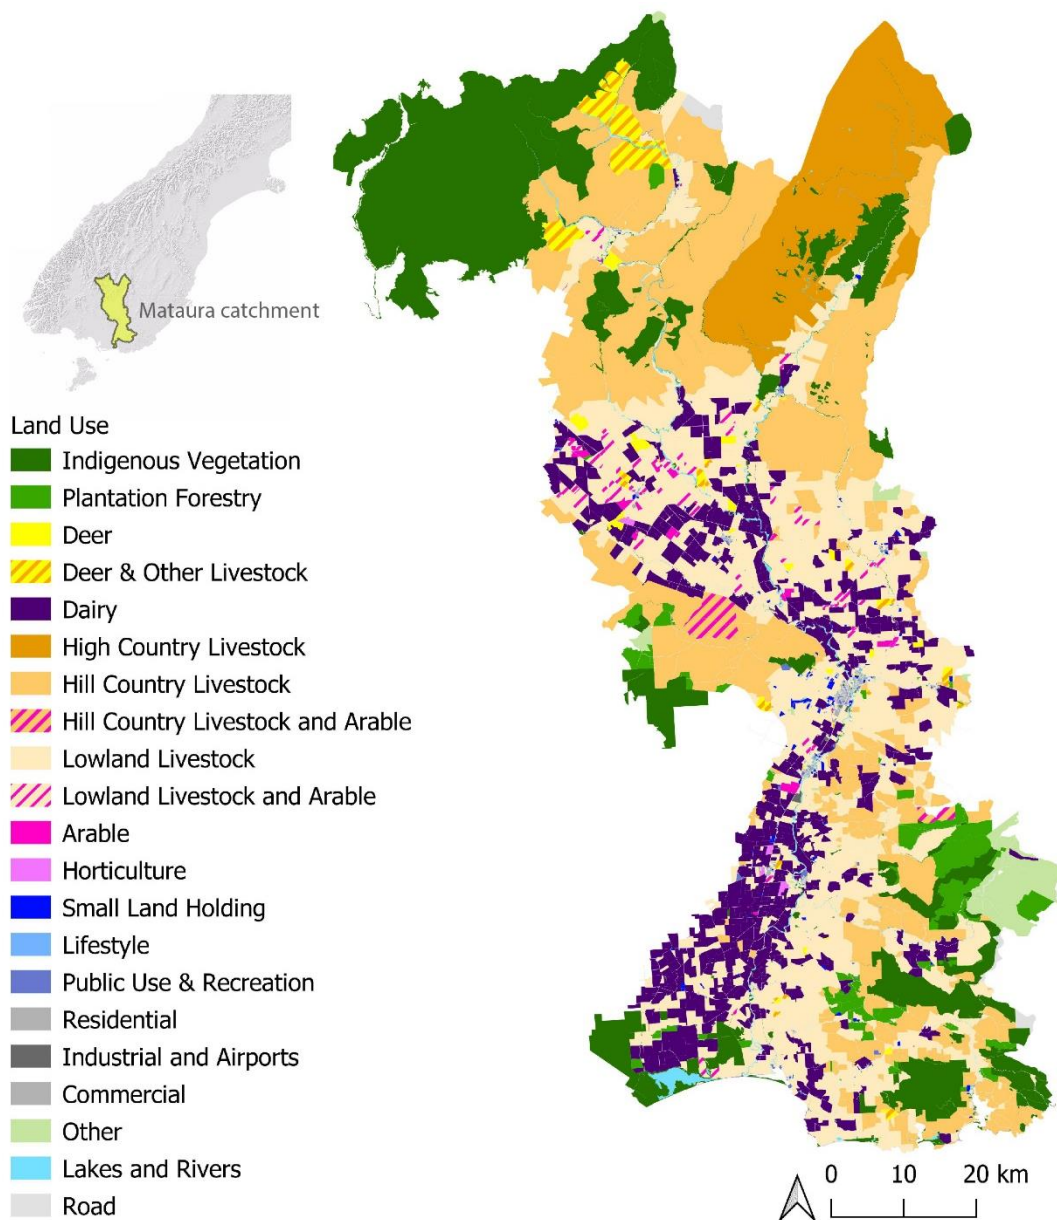 Mataura catchment
Land Use
Indigenous Vegetation
Plantation Forestry
Deer
Deer & Other Livestock
Dairy
High Country Livestock
Hill Country Livestock
Hill Country Livestock and Arable
Lowland Livestock
Lowland Livestock and Arable
Arable
Horticulture
Small Land Holding
Lifestyle
Public Use & Recreation
Residential
Industrial and Airports
Commercial
Other
Lakes and Rivers
Road
0 10 20 km